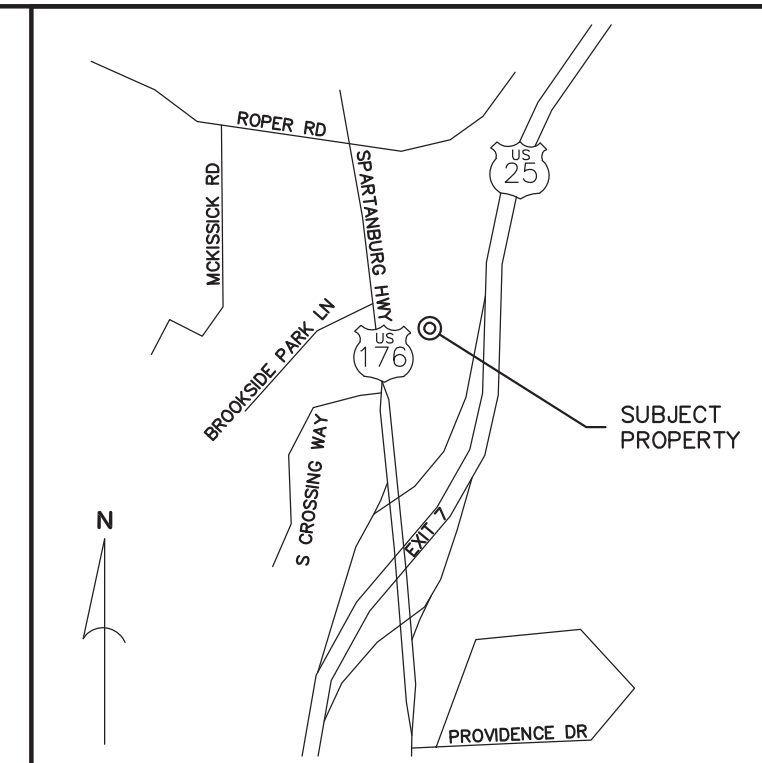 ROPER RD
US
25
MCKISSICK RD
SPARTANBURG HWY
BROOKSIDE PARK LN
US
176
SUBJECT
PROPERTY
S CROSSING WAY
N
EXIT 7
PROVIDENCE DR